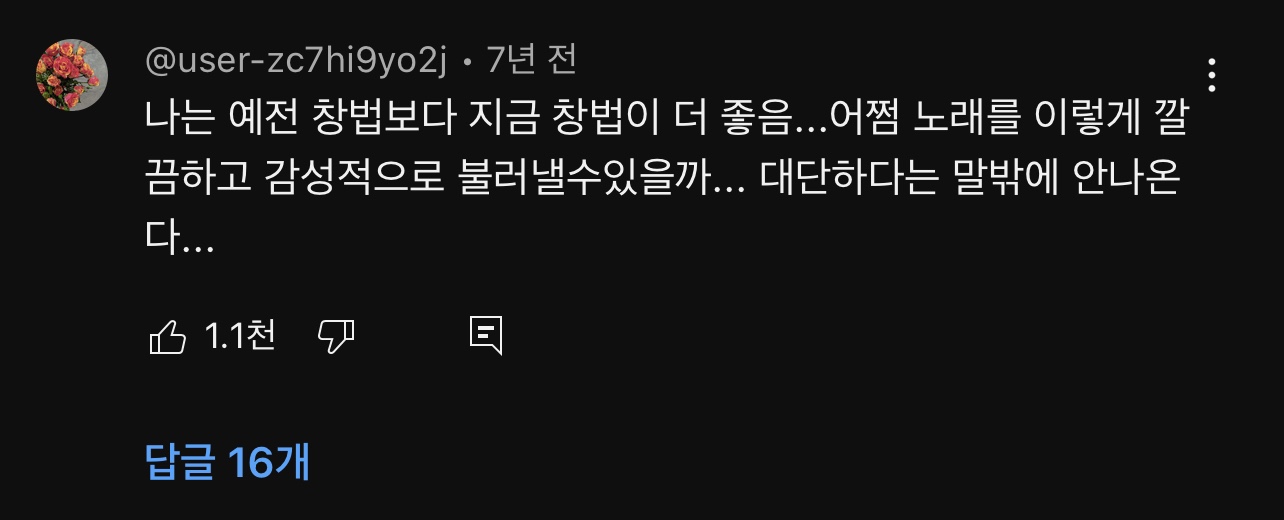 @user-zc7hi9yo2j • 7년 전
나는 예전 창법보다 지금 창법이 더 좋음...어쩜 노래를 이렇게 깔
끔하고 감성적으로 불러낼수있을까... 대단하다는 말밖에 안나온
다...
1.1천
답글 16개